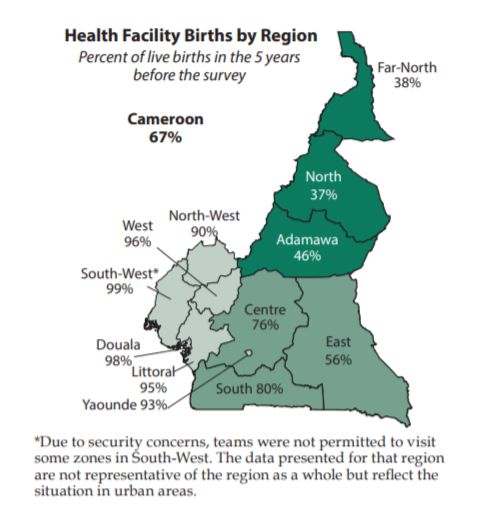 Health Facility Births by Region
Percent of live births in the 5 years
before the survey
Cameroon
67%
Far-North
38%
North
37%
Adamawa
46%
North-West
90%
West
96%
South-West*
99%
Centre
76%
East
56%
Douala
98%
Littoral
95%
South 80%
Yaounde 93%
*Due to security concerns, teams were not permitted to visit
some zones in South-West. The data presented for that region
are not representative of the region as a whole but reflect the
situation in urban areas.